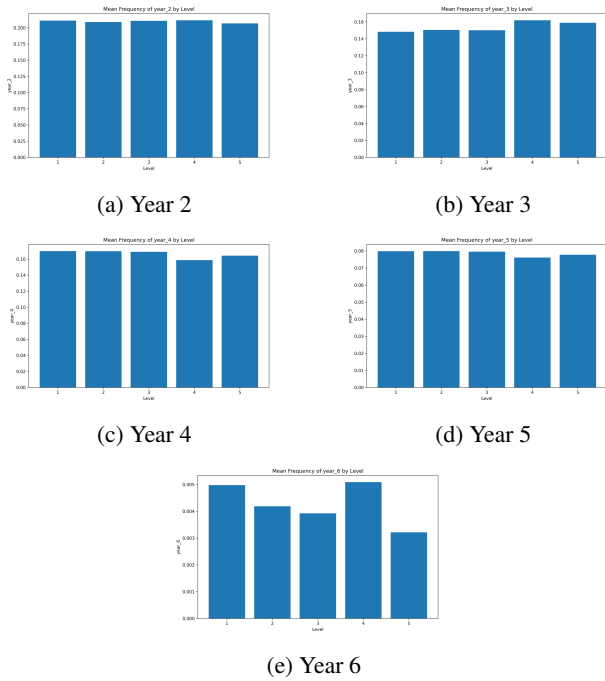 Mean Frequency of year_2 by Level
0.200
0.175
0.150
0.125
0.100
0.075
0.050
0.025
0.000
year_2
1 2 3 4 5
Level
(a) Year 2
Mean Frequency of year_3 by Level
0.16
0.14
0.12
0.10
0.08
0.06
0.04
0.02
0.00
year_3
1 2 3 4 5
Level
(b) Year 3
Mean Frequency of year_4 by Level
0.16
0.14
0.12
0.10
0.08
0.06
0.04
0.02
0.00
year_4
1 2 3 4 5
Level
(c) Year 4
Mean Frequency of year_5 by Level
0.08
0.07
0.06
0.05
0.04
0.03
0.02
0.01
0.00
year_5
1 2 3 4 5
Level
(d) Year 5
Mean Frequency of year_6 by Level
0.005
0.004
0.003
0.002
0.001
0.000
year_6
1 2 3 4 5
Level
(e) Year 6